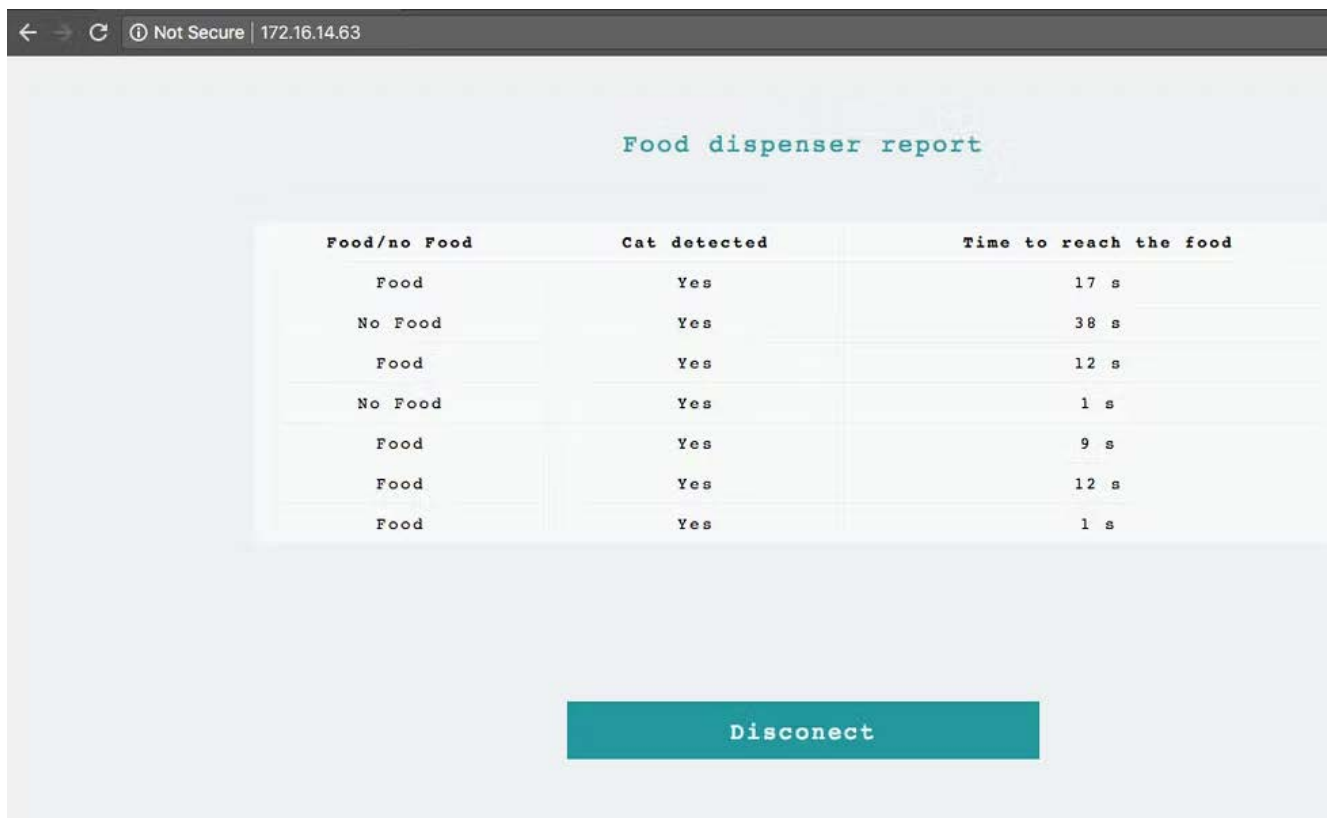 Not Secure | 172.16.14.63
Food dispenser report
Food/no Food Cat detected Time to reach the food
Food Yes 17 s
No Food Yes 38 s
Food Yes 12 s
No Food Yes 1 s
Food Yes 9 s
Food Yes 12 s
Food Yes 1 s
Disconect